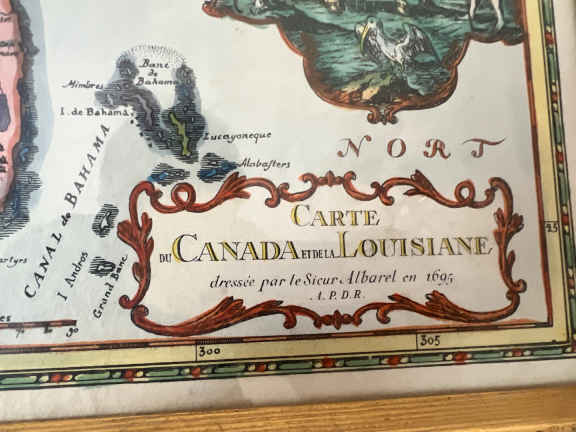 Banc
de
Bahama
Mimbres
I. de Bahama
Lucayoneque
Alabasters
NORT
CANAL de BAHAMA
I Andros
Grand Banc
CARTE
DU CANADA ET DE LA LOUISIANE
dressée par le Sieur Albarel en 1695
A. P. D. R.
25
300
305